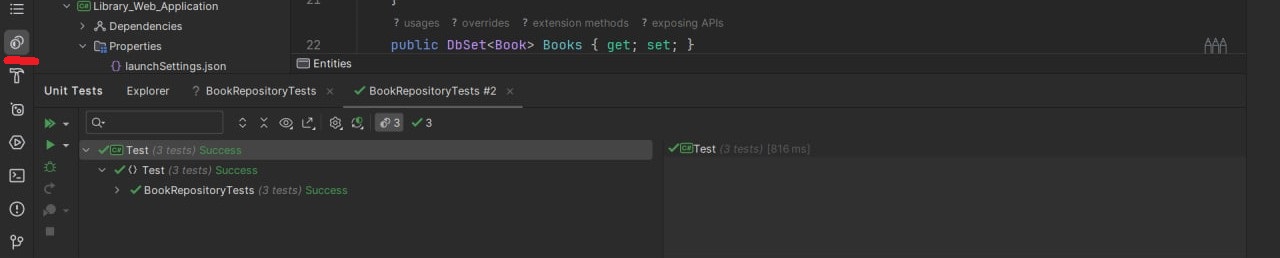 Library_Web_Application
21
}
Dependencies
? usages ? overrides ? extension methods ? exposing APIs
Properties
22 public DbSet<Book> Books { get; set; }
{} launchSettings.json
Entities
Unit Tests Explorer ? BookRepositoryTests × BookRepositoryTests #2 ×
3 3
C# Test (3 tests) Success
C# Test (3 tests) [816 ms]
Test (3 tests) Success
BookRepositoryTests (3 tests) Success